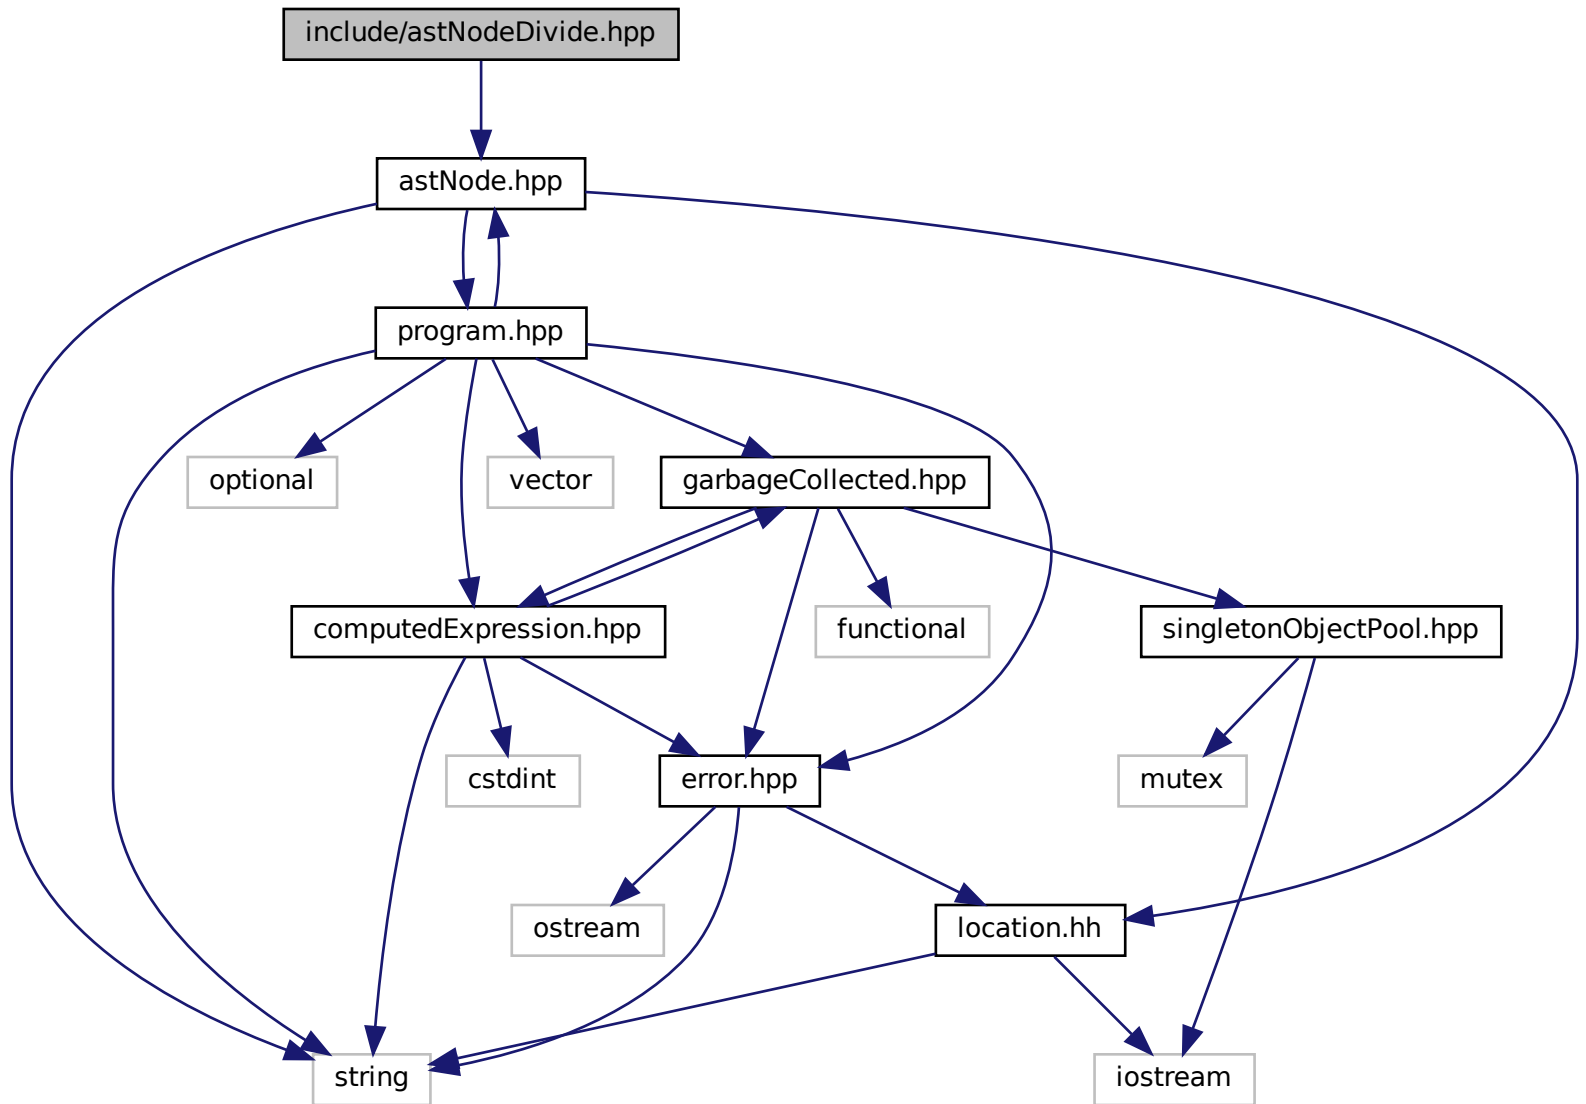 include/astNodeDivide.hpp
astNode.hpp
program.hpp
optional
vector
garbageCollected.hpp
computedExpression.hpp
functional
singletonObjectPool.hpp
cstdint
error.hpp
mutex
ostream
location.hh
string
iostream